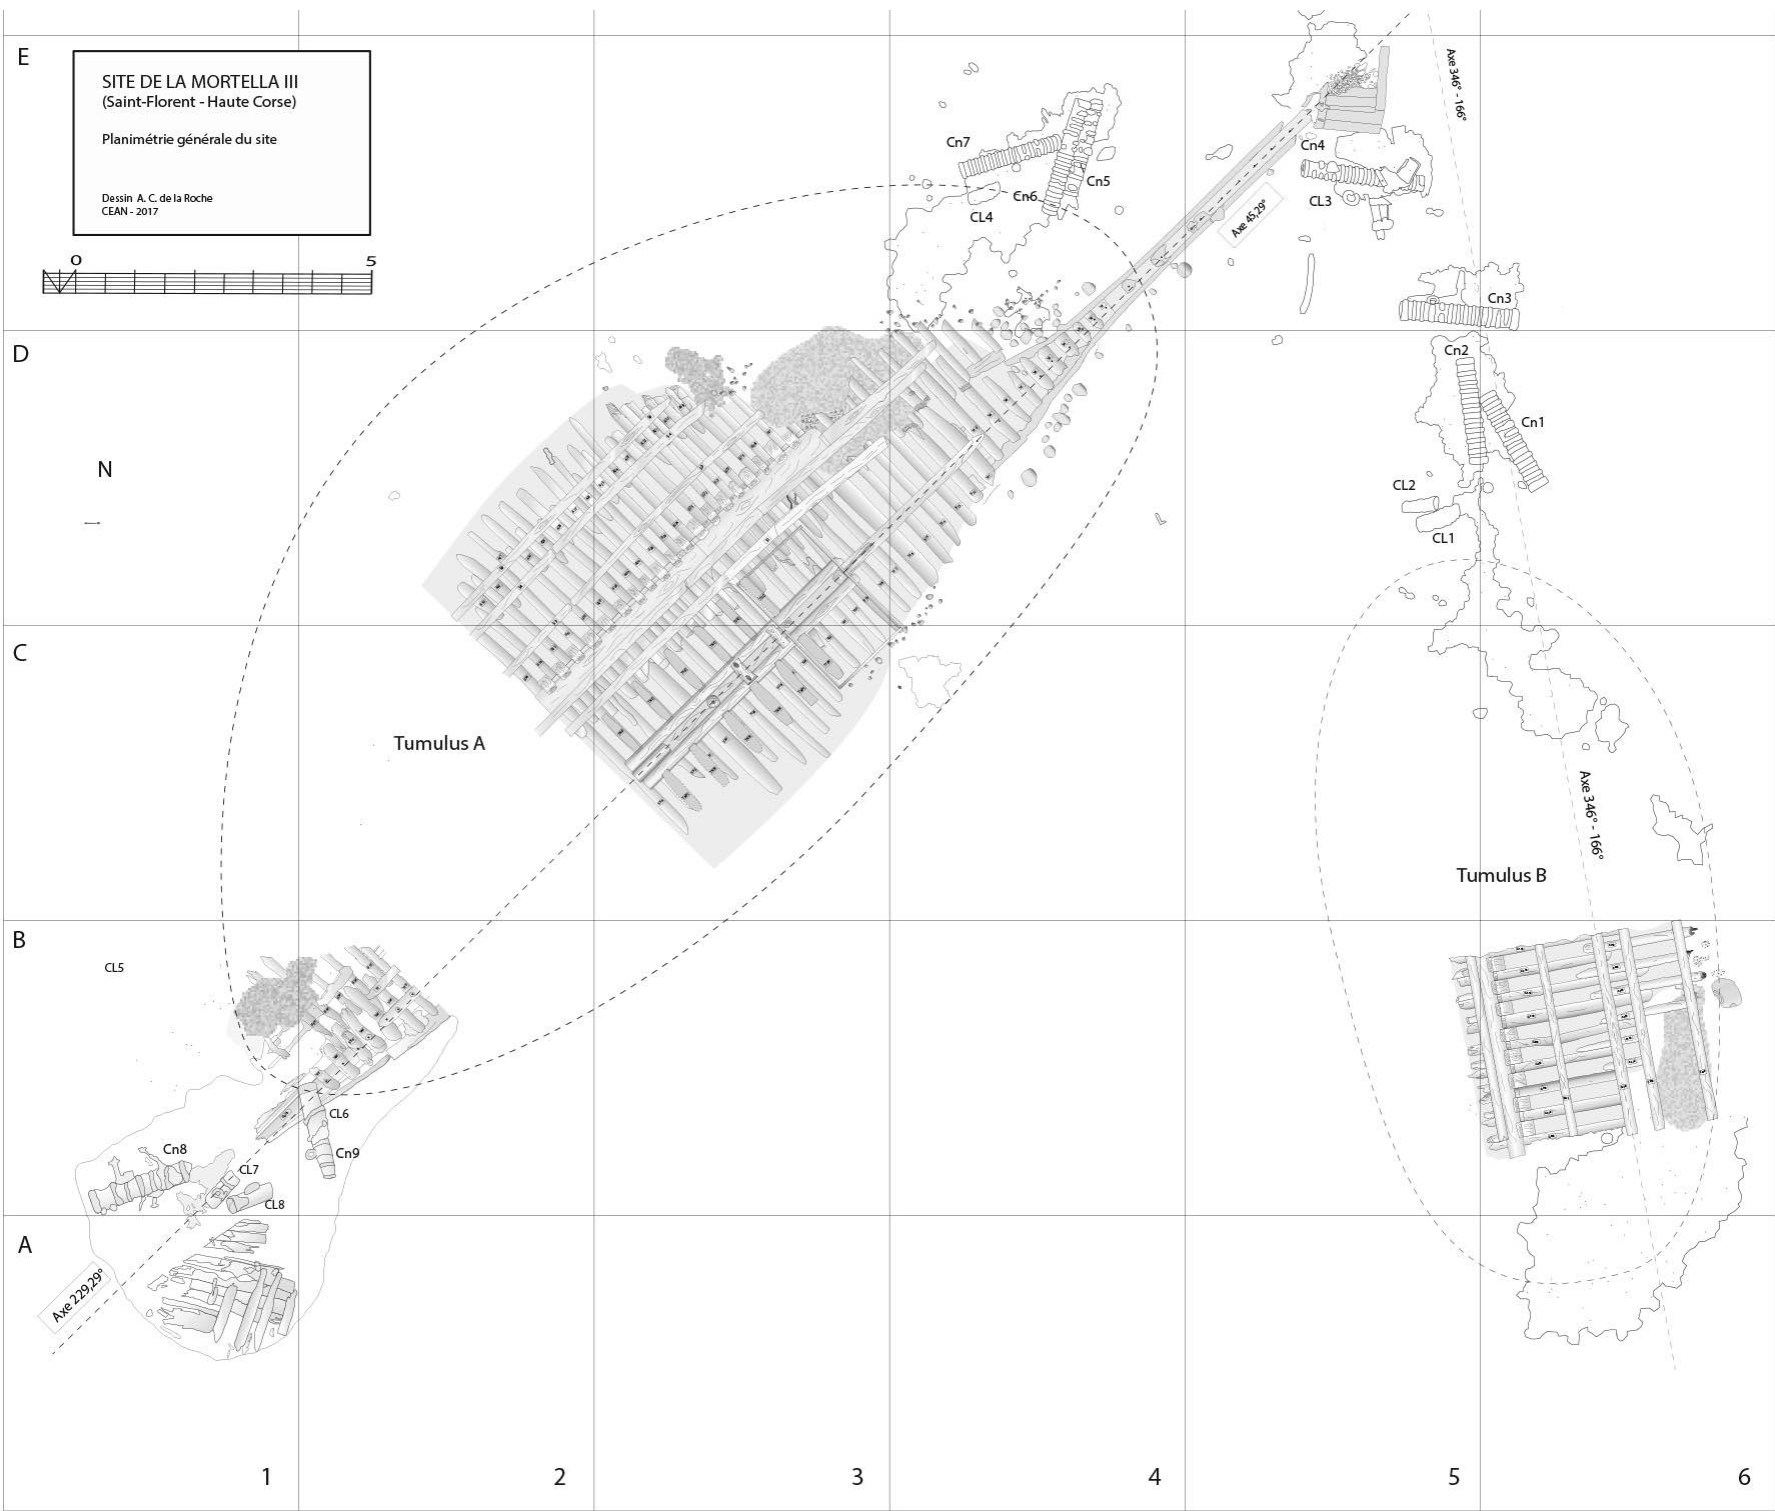 E
SITE DE LA MORTELLA III
(Saint-Florent - Haute Corse)
Planimétrie générale du site
Dessin A. C. de la Roche
CEAN - 2017
0 5
Axe 346° - 166°
Cn7
Cn5
Cn6
CL4
Cn4
CL3
Axe 45,29°
Cn3
D
Cn2
Cn1
N
CL2
CL1
C
Tumulus A
Axe 346° - 166°
Tumulus B
B
CL5
CL6
Cn8
Cn9
CL7
CL8
A
Axe 229,29°
1 2 3 4 5 6